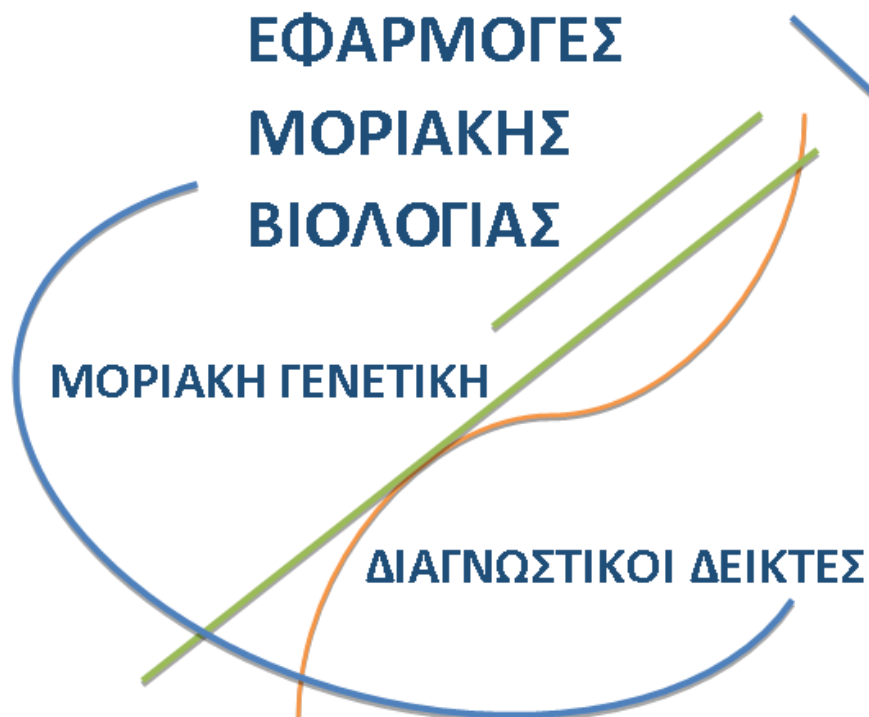 ΕΦΑΡΜΟΓΕΣ
ΜΟΡΙΑΚΗΣ
ΒΙΟΛΟΓΙΑΣ
ΜΟΡΙΑΚΗ ΓΕΝΕΤΙΚΗ
ΔΙΑΓΝΩΣΤΙΚΟΙ ΔΕΙΚΤΕΣ